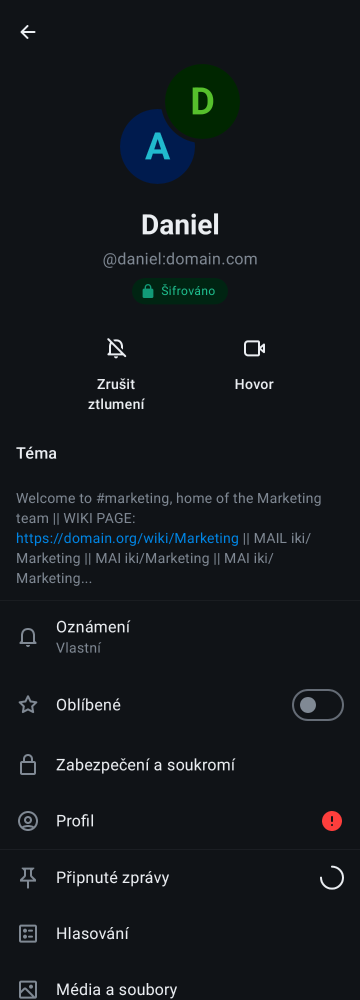 D
A
Daniel
@daniel:domain.com
Šifrováno
Zrušit
ztlumení
Hovor
Téma
Welcome to #marketing, home of the Marketing
team || WIKI PAGE:
https://domain.org/wiki/Marketing || MAIL iki/
Marketing || MAI iki/Marketing || MAI iki/
Marketing...
Oznámení
Vlastní
Oblíbené
Zabezpečení a soukromí
Profil
Připnuté zprávy
Hlasování
Média a soubory